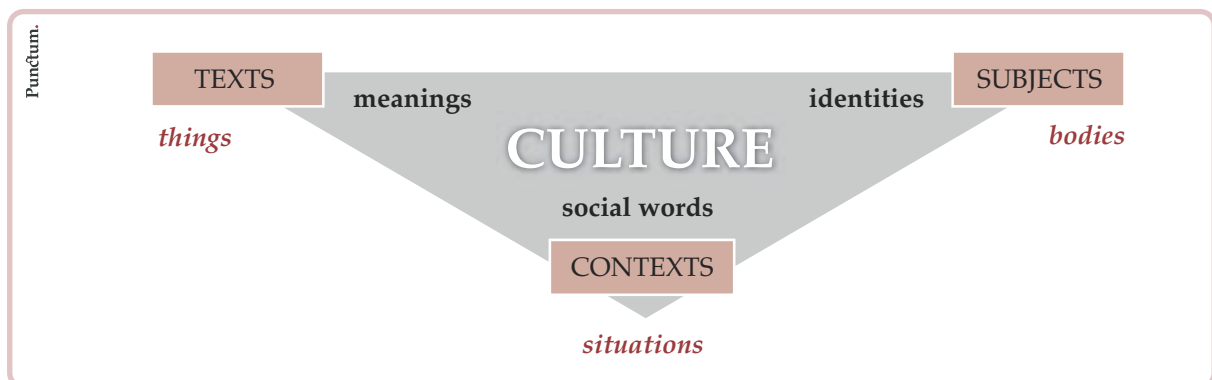 Punctum.
TEXTS
SUBJECTS
meanings
identities
things
bodies
CULTURE
social words
CONTEXTS
situations